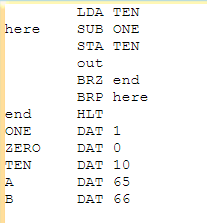 LDA TEN
here SUB ONE
STA TEN
out
BRZ end
BRP here
end HLT
ONE DAT 1
ZERO DAT 0
TEN DAT 10
A DAT 65
B DAT 66